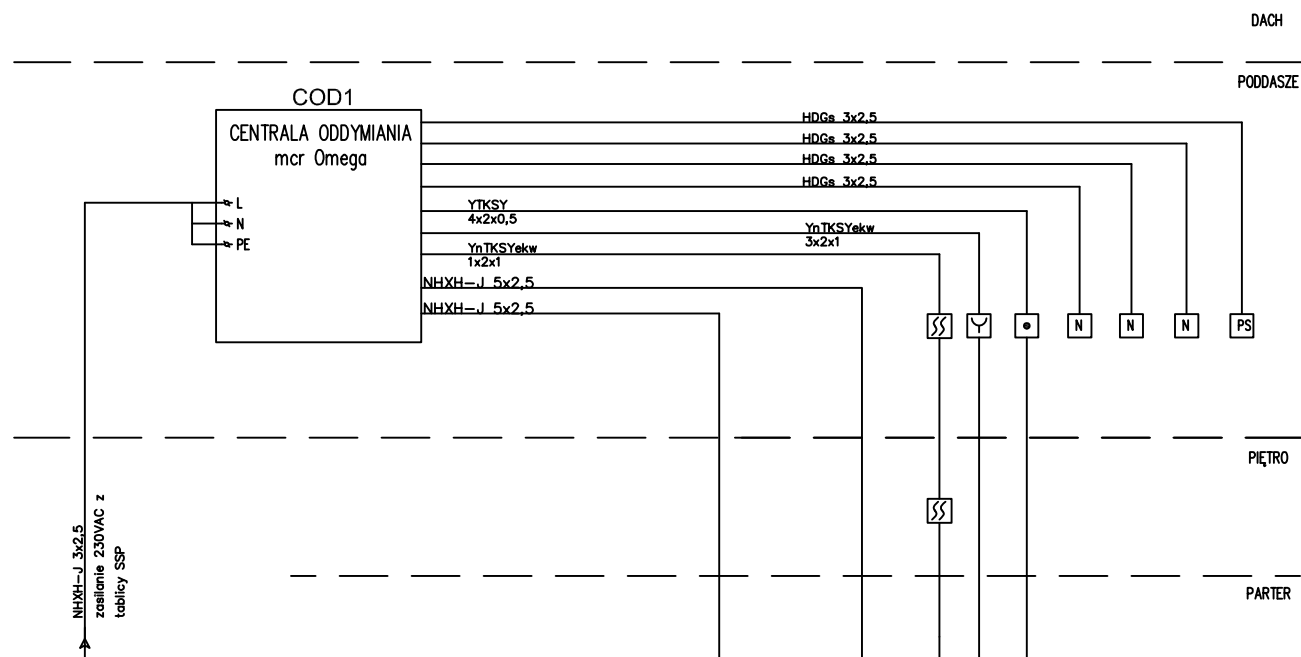 DACH
PODDASZE
COD1
CENTRALA ODDYMIANIA
mcr Omega
L
N
PE
HDGs 3x2,5
HDGs 3x2,5
HDGs 3x2,5
HDGs 3x2,5
YTKSY
4x2x0,5
YnTKSYekw
3x2x1
YnTKSYekw
1x2x1
NHXH-J 5x2,5
NHXH-J 5x2,5
N
N
N
PS
PIĘTRO
NHXH-J 3x2,5
zasilanie 230VAC z
tablicy SSP
PARTER